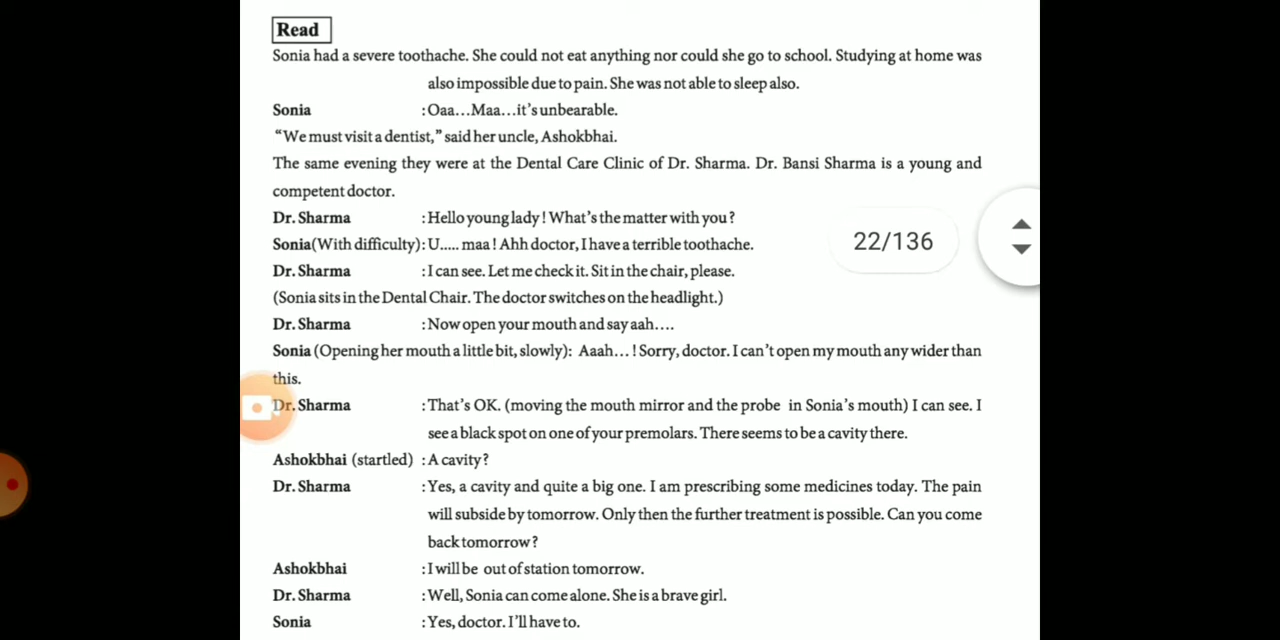 Read
Sonia had a severe toothache. She could not eat anything nor could she go to school. Studying at home was
also impossible due to pain. She was not able to sleep also.
Sonia : Oaa…Maa…it's unbearable.
"We must visit a dentist," said her uncle, Ashokbhai.
The same evening they were at the Dental Care Clinic of Dr. Sharma. Dr. Bansi Sharma is a young and
competent doctor.
Dr. Sharma : Hello young lady ! What's the matter with you ?
Sonia(With difficulty) : U..... maa ! Ahh doctor, I have a terrible toothache.
22/136
Dr. Sharma : I can see. Let me check it. Sit in the chair, please.
(Sonia sits in the Dental Chair. The doctor switches on the headlight.)
Dr. Sharma : Now open your mouth and say aah….
Sonia (Opening her mouth a little bit, slowly): Aaah… ! Sorry, doctor. I can't open my mouth any wider than
this.
Dr. Sharma : That's OK. (moving the mouth mirror and the probe in Sonia's mouth) I can see. I
see a black spot on one of your premolars. There seems to be a cavity there.
Ashokbhai (startled) : A cavity?
Dr. Sharma : Yes, a cavity and quite a big one. I am prescribing some medicines today. The pain
will subside by tomorrow. Only then the further treatment is possible. Can you come
back tomorrow?
Ashokbhai : I will be out of station tomorrow.
Dr. Sharma : Well, Sonia can come alone. She is a brave girl.
Sonia : Yes, doctor. I'll have to.